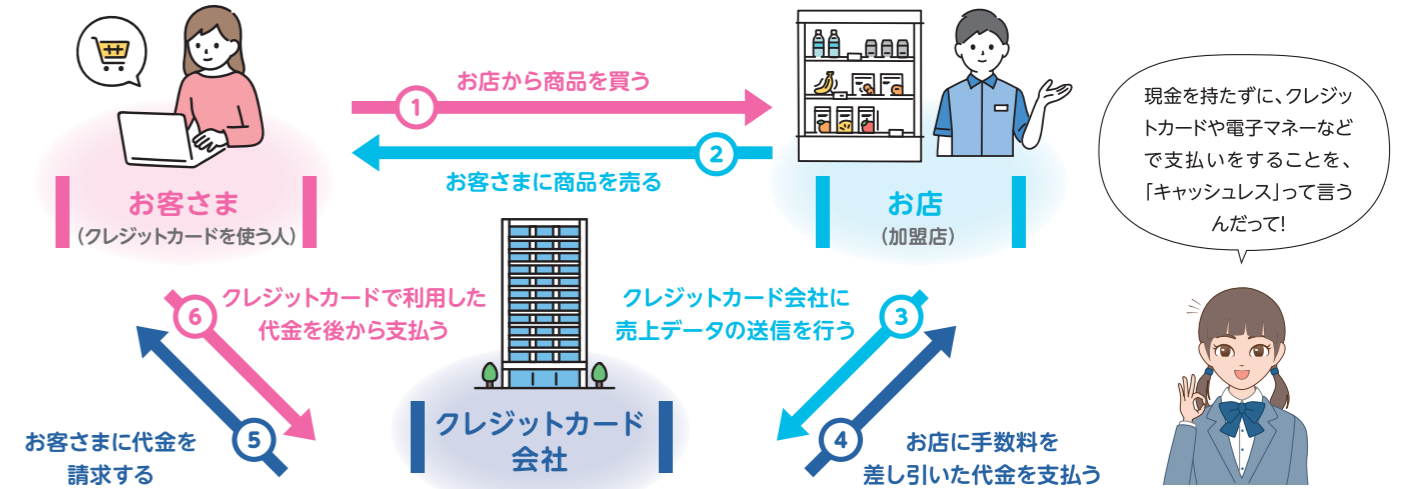 お店から商品を買う
1
2
お客さまに商品を売る
お客さま
(クレジットカードを使う人)
お店
(加盟店)
現金を持たずに、クレジッ
トカードや電子マネーなど
で支払いをすることを、
「キャッシュレス」って言う
んだって!
6
クレジットカードで利用した
代金を後から支払う
クレジットカード会社に
売上データの送信を行う
3
クレジットカード
会社
5
お客さまに代金を
請求する
4
お店に手数料を
差し引いた代金を支払う